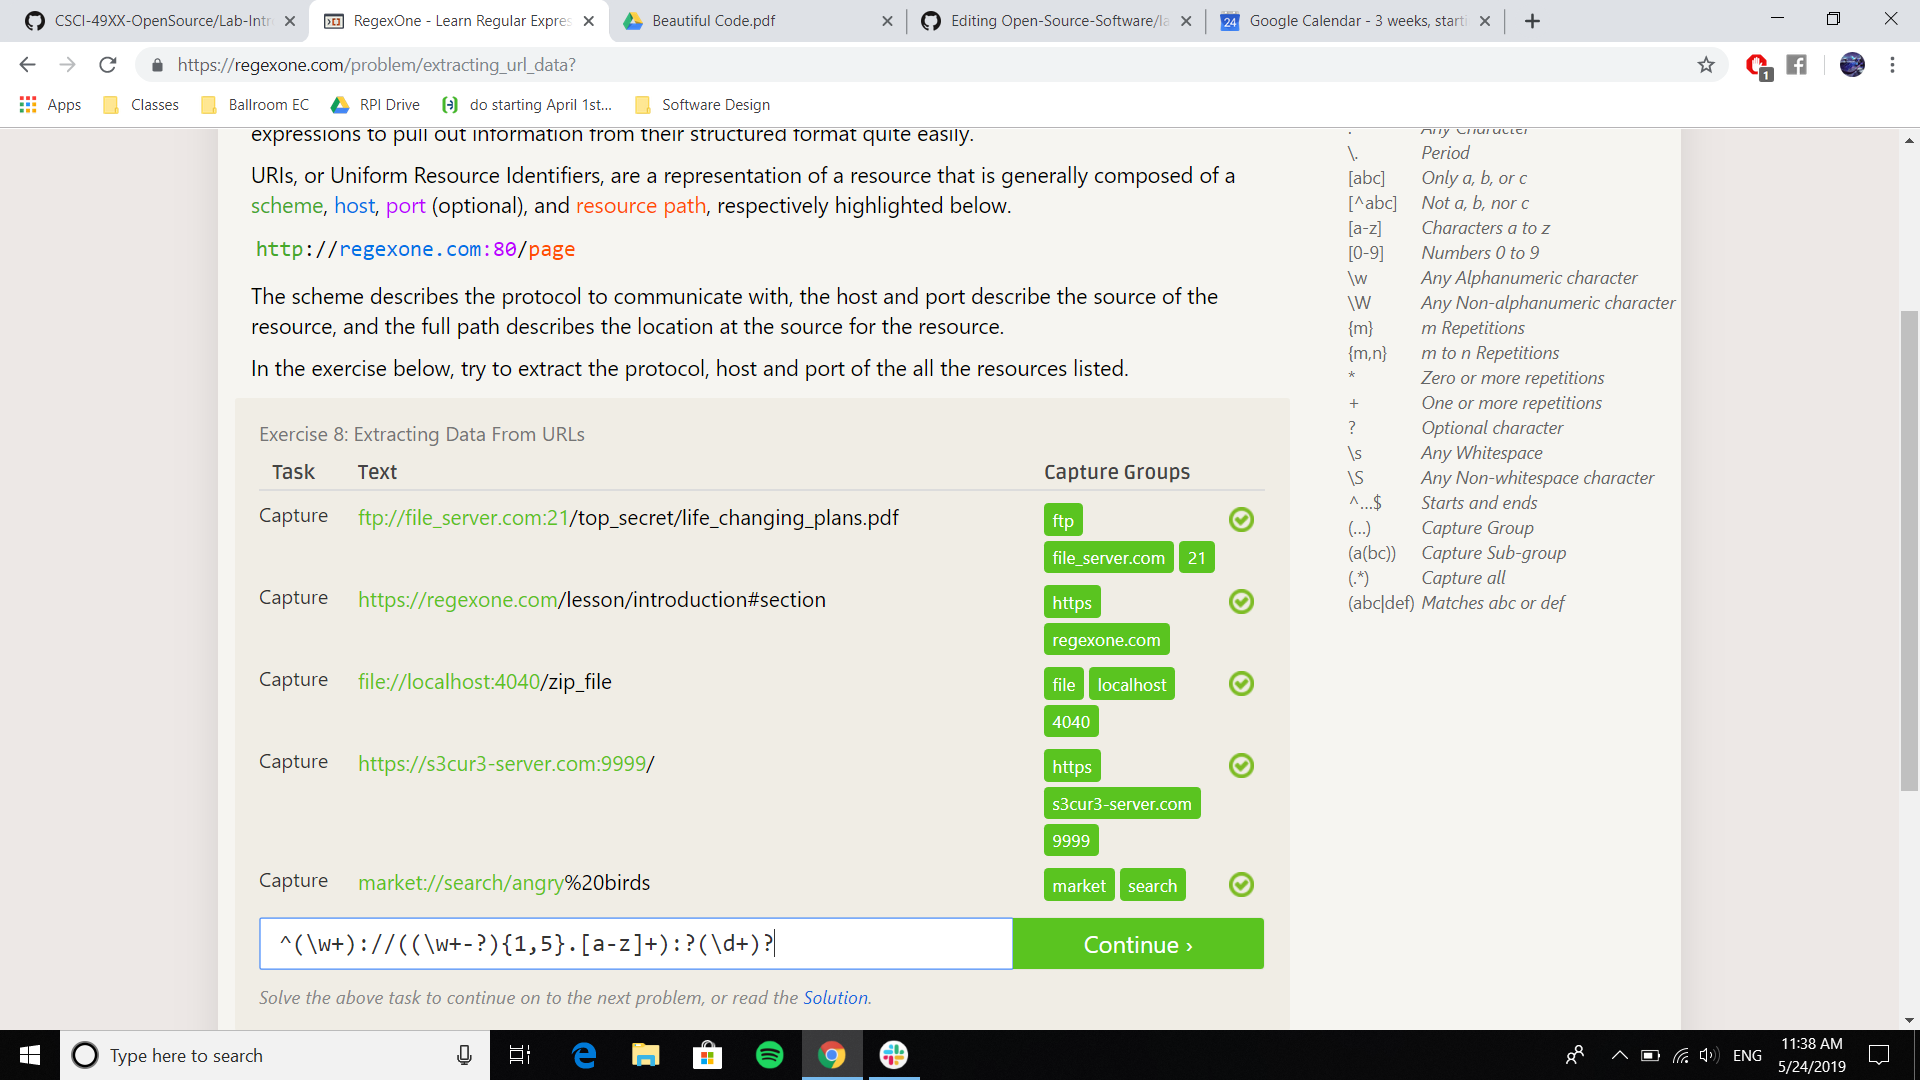 CSCI-49XX-OpenSource/Lab-Intr
RegexOne - Learn Regular Expres
Beautiful Code.pdf
Editing Open-Source-Software/la
24
Google Calendar - 3 weeks, starti
https://regexone.com/problem/extracting_url_data?
1
Apps
Classes
Ballroom EC
RPI Drive
do starting April 1st...
Software Design
expressions to pull out information from their structured format quite easily.
URIs, or Uniform Resource Identifiers, are a representation of a resource that is generally composed of a
scheme, host, port (optional), and resource path, respectively highlighted below.
http://regexone.com:80/page
The scheme describes the protocol to communicate with, the host and port describe the source of the
resource, and the full path describes the location at the source for the resource.
In the exercise below, try to extract the protocol, host and port of the all the resources listed.
Exercise 8: Extracting Data From URLs
Task Text Capture Groups
Capture ftp://file_server.com:21/top_secret/life_changing_plans.pdf ftp
file_server.com 21
Capture https://regexone.com/lesson/introduction#section https
regexone.com
Capture file://localhost:4040/zip_file file localhost
4040
Capture https://s3cur3-server.com:9999/ https
s3cur3-server.com
9999
Capture market://search/angry%20birds market search
^(\w+)://((\w+-?){1,5}.[a-z]+):?(\d+)?
Continue ›
Solve the above task to continue on to the next problem, or read the Solution.
. Any Character
\. Period
[abc] Only a, b, or c
[^abc] Not a, b, nor c
[a-z] Characters a to z
[0-9] Numbers 0 to 9
\w Any Alphanumeric character
\W Any Non-alphanumeric character
{m} m Repetitions
{m,n} m to n Repetitions
* Zero or more repetitions
+ One or more repetitions
? Optional character
\s Any Whitespace
\S Any Non-whitespace character
^...$ Starts and ends
(...) Capture Group
(a(bc)) Capture Sub-group
(.*) Capture all
(abc|def) Matches abc or def
Type here to search
ENG
11:38 AM
5/24/2019